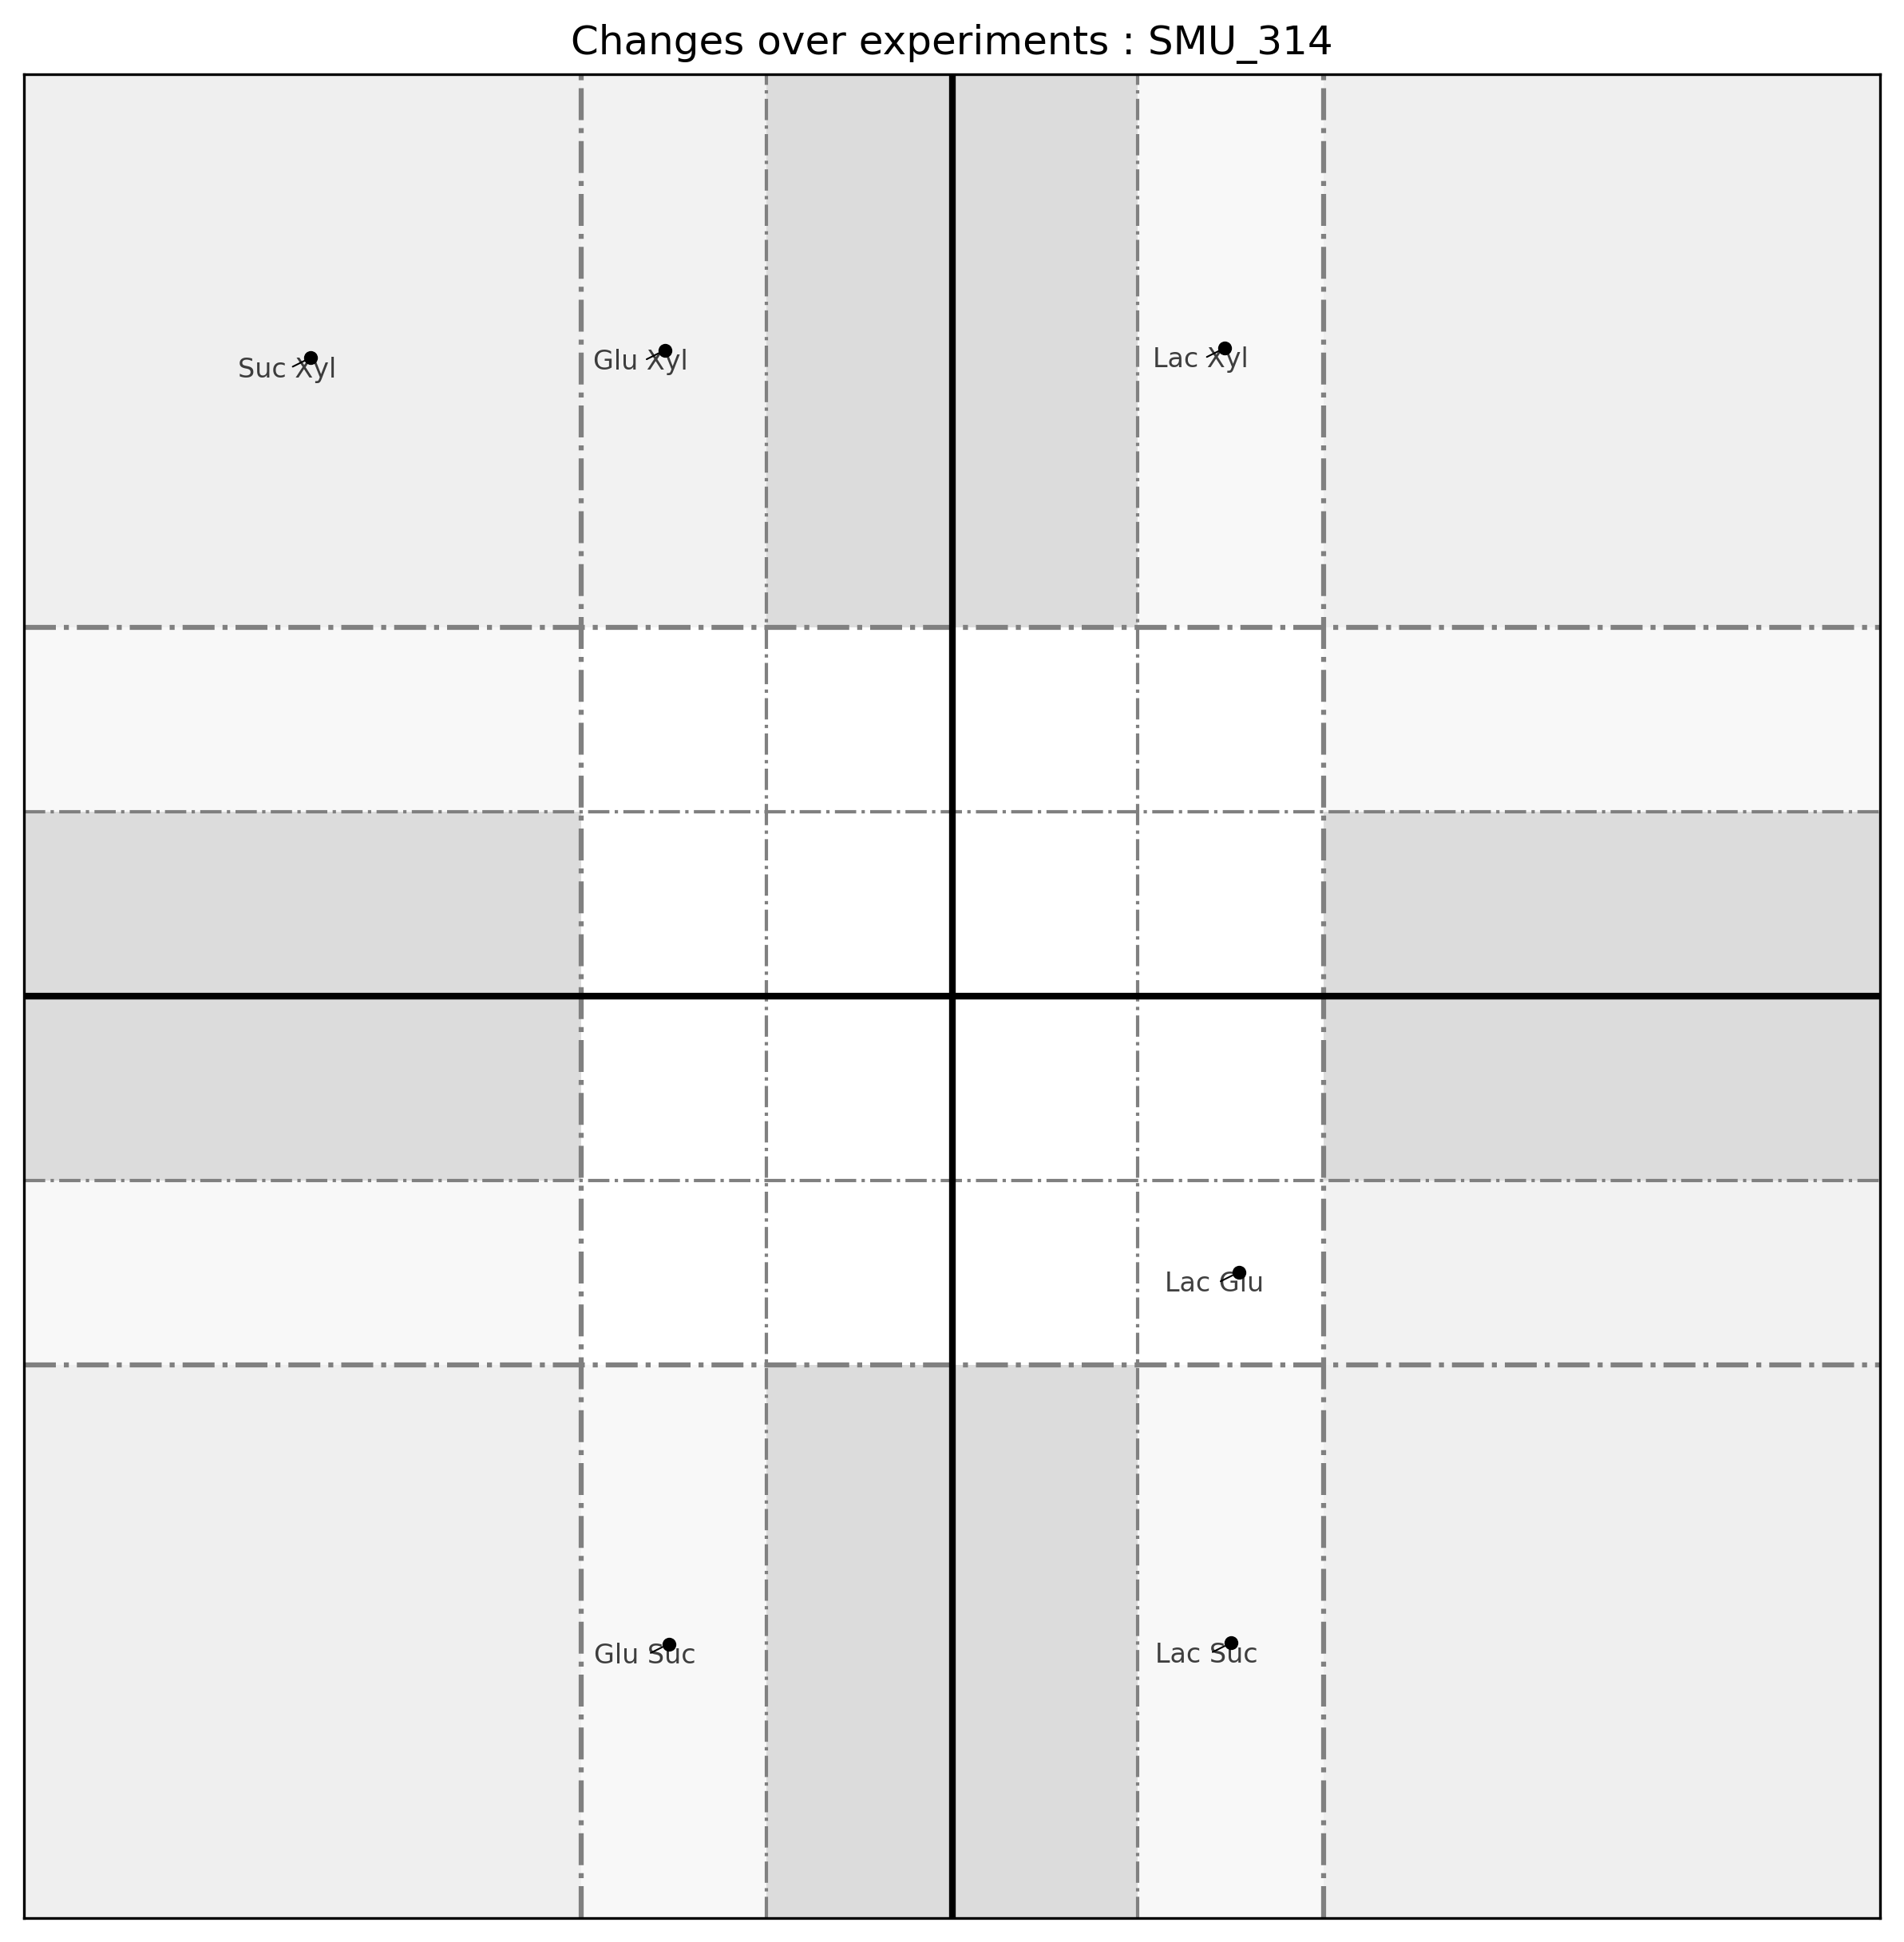 Changes over experiments : SMU_314
Suc Xyl
Glu Xyl
Lac Xyl
Lac Glu
Glu Suc
Lac Suc